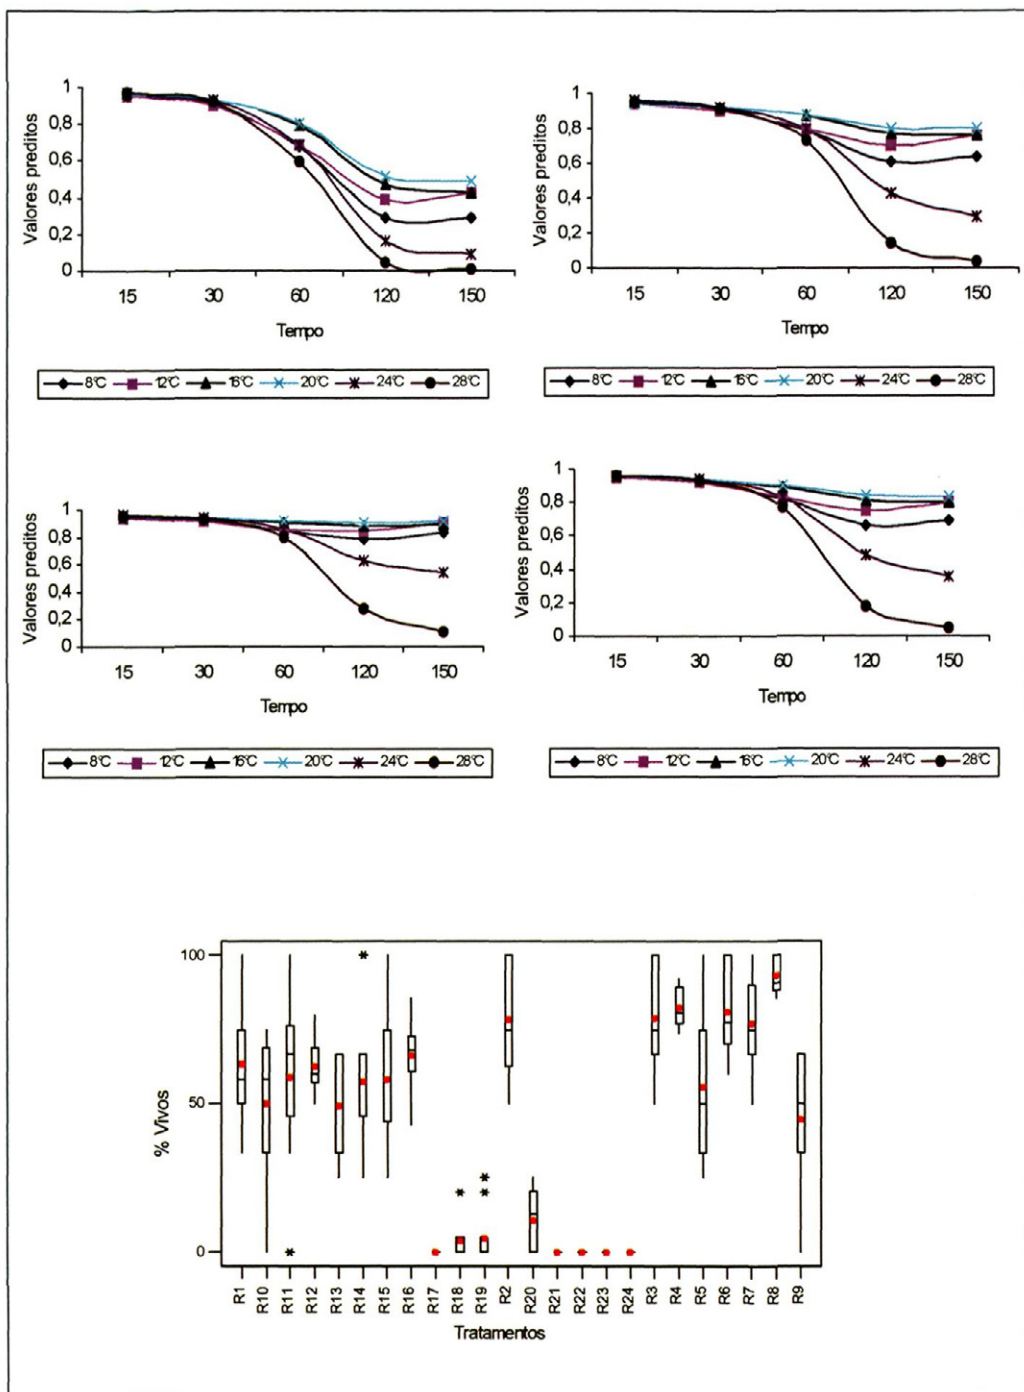 1
0,8
0,6
0,4
0,2
0
Valores preditos
15 30 60 120 150
Tempo
8°C 12°C 16°C 20°C 24°C 28°C
1
0,8
0,6
0,4
0,2
0
Valores preditos
15 30 60 120 150
Tempo
8°C 12°C 16°C 20°C 24°C 28°C
1
0,8
0,6
0,4
0,2
0
Valores preditos
15 30 60 120 150
Tempo
8°C 12°C 16°C 20°C 24°C 28°C
1
0,8
0,6
0,4
0,2
0
Valores preditos
15 30 60 120 150
Tempo
8°C 12°C 16°C 20°C 24°C 28°C
100
50
0
% Vivos
R1 R10 R11 R12 R13 R14 R15 R16 R17 R18 R19 R2 R20 R21 R22 R23 R24 R3 R4 R5 R6 R7 R8 R9
Tratamentos